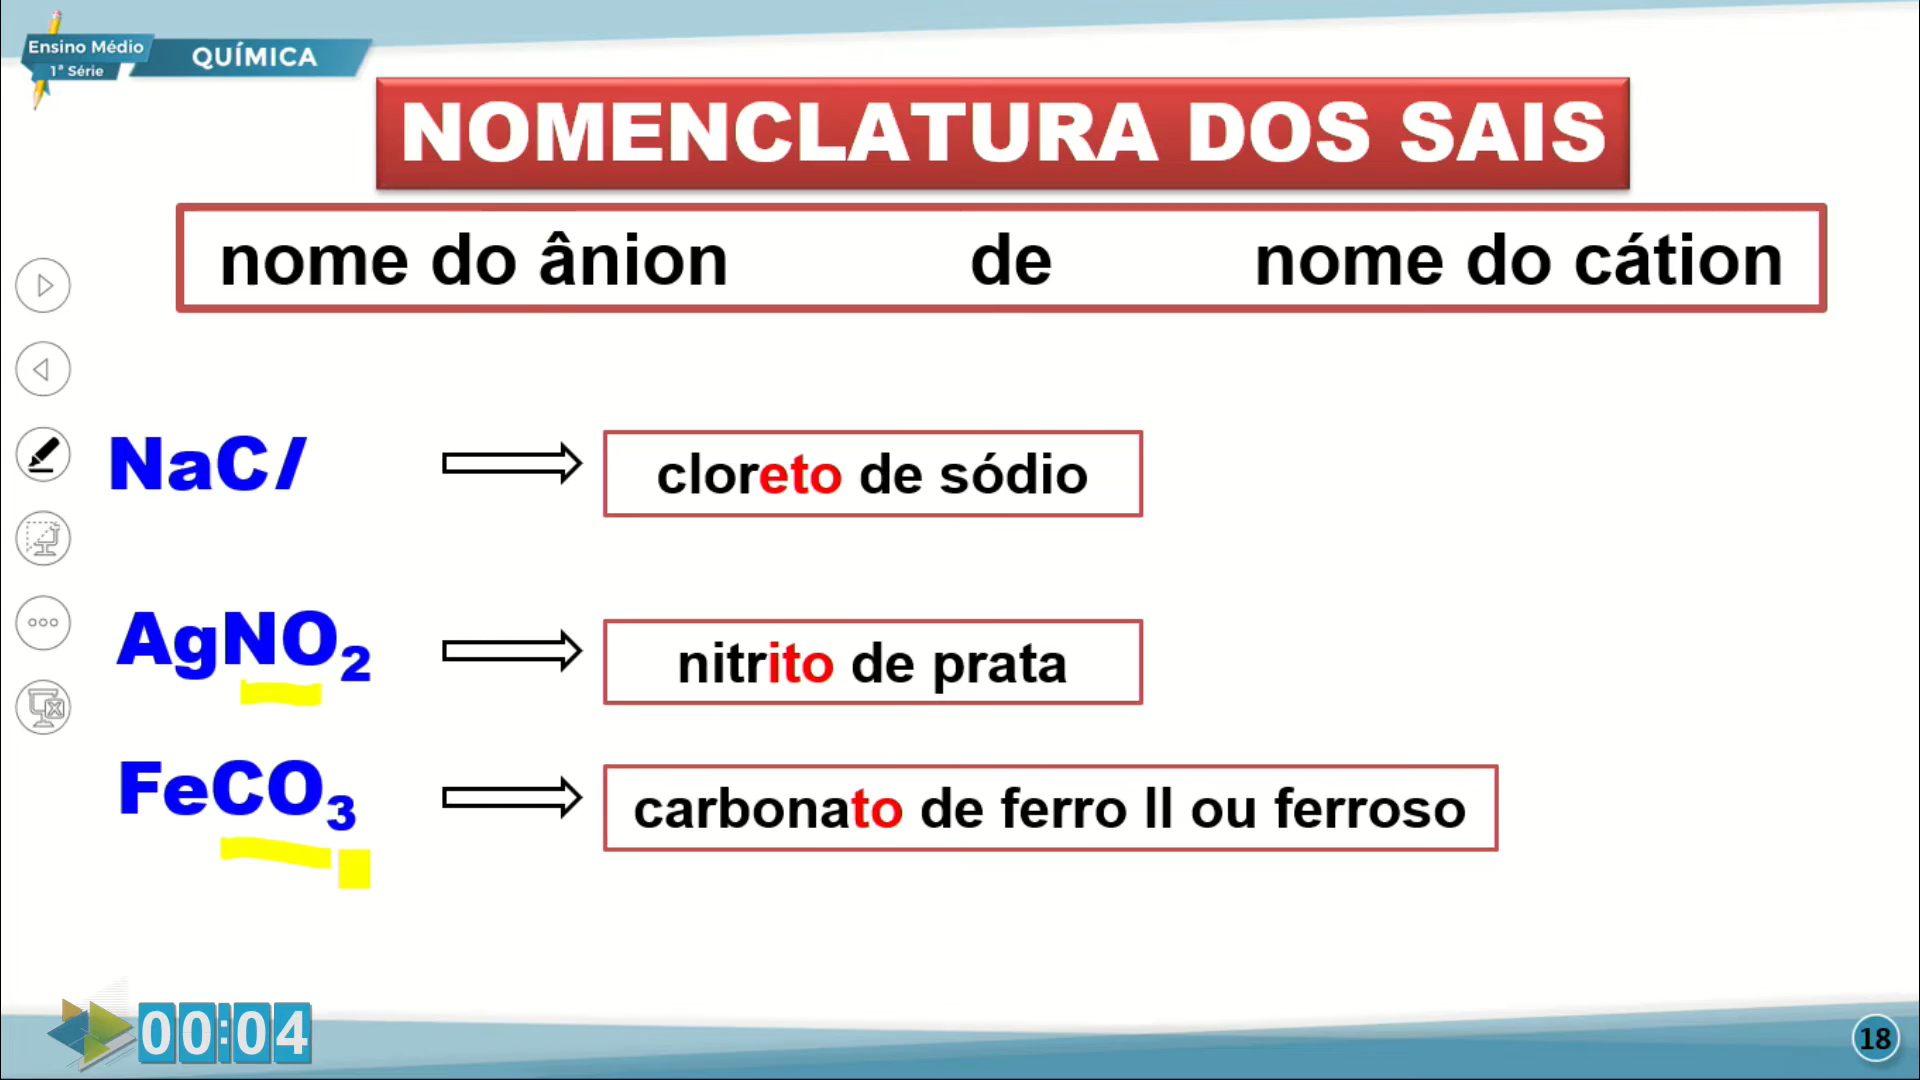 Ensino Médio
1ª Série
QUÍMICA
NOMENCLATURA DOS SAIS
nome do ânion de nome do cátion
NaCl
cloreto de sódio
AgNO₂
nitrito de prata
FeCO₃
carbonato de ferro II ou ferroso
00:04
18